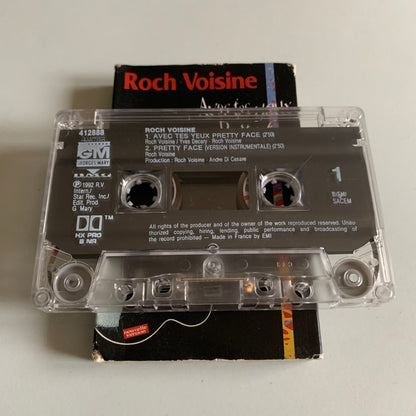 Roch Voisine
412888
GM
GEORGES MARY
BMG
℗ 1992 R.V.
Intern./
Star Rec. Inc./
Edit. Prod
G. Mary
HX PRO
B NR
ROCH VOISINE
1. AVEC TES YEUX PRETTY FACE
Roch Voisine / Yves Decary - Roch Voisine
2. PRETTY FACE (VERSION INSTRUMENTALE)
Roch Voisine
Production : Roch Voisine - Andre Di Cesare
1
SACEM
All rights of the producer and of the owner of the work reproduced reserved. Unau-
thorized copying, hiring, lending, public performance and broadcasting of
the record prohibited — Made in France by EMI
nouvelle
version